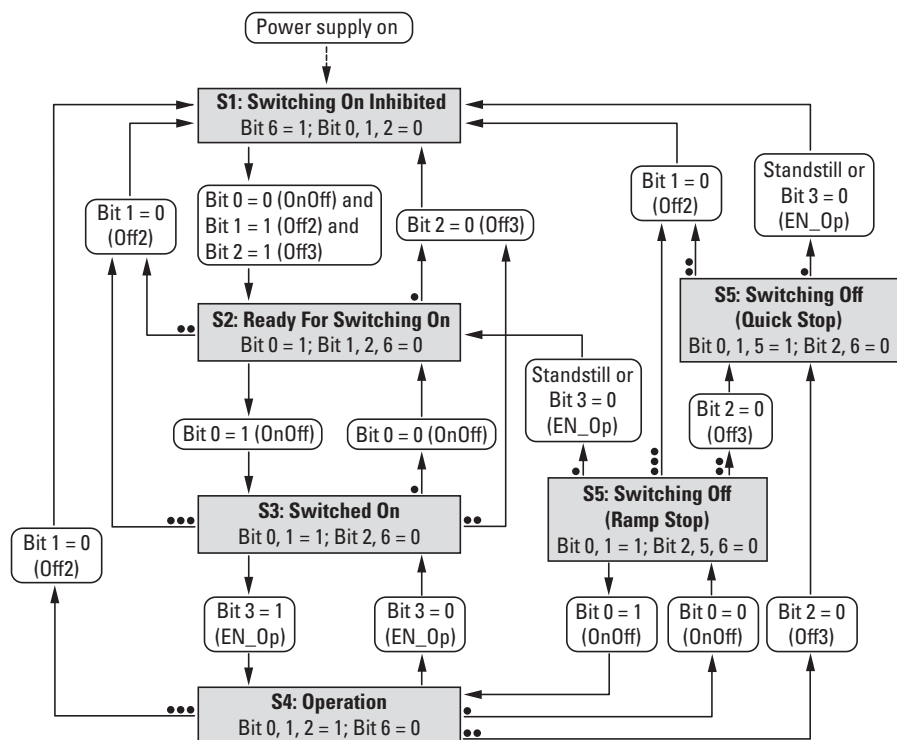 Power supply on
S1: Switching On Inhibited
Bit 6 = 1; Bit 0, 1, 2 = 0
Bit 0 = 0 (OnOff) and
Bit 1 = 1 (Off2) and
Bit 2 = 1 (Off3)
Bit 1 = 0
(Off2)
Bit 2 = 0 (Off3)
Bit 1 = 0
(Off2)
Standstill or
Bit 3 = 0
(EN_Op)
S2: Ready For Switching On
Bit 0 = 1; Bit 1, 2, 6 = 0
S5: Switching Off
(Quick Stop)
Bit 0, 1, 5 = 1; Bit 2, 6 = 0
Bit 0 = 1 (OnOff)
Bit 0 = 0 (OnOff)
Standstill or
Bit 3 = 0
(EN_Op)
Bit 2 = 0
(Off3)
S3: Switched On
Bit 0, 1 = 1; Bit 2, 6 = 0
S5: Switching Off
(Ramp Stop)
Bit 0, 1 = 1; Bit 2, 5, 6 = 0
Bit 1 = 0
(Off2)
Bit 3 = 1
(EN_Op)
Bit 3 = 0
(EN_Op)
Bit 0 = 1
(OnOff)
Bit 0 = 0
(OnOff)
Bit 2 = 0
(Off3)
S4: Operation
Bit 0, 1, 2 = 1; Bit 6 = 0